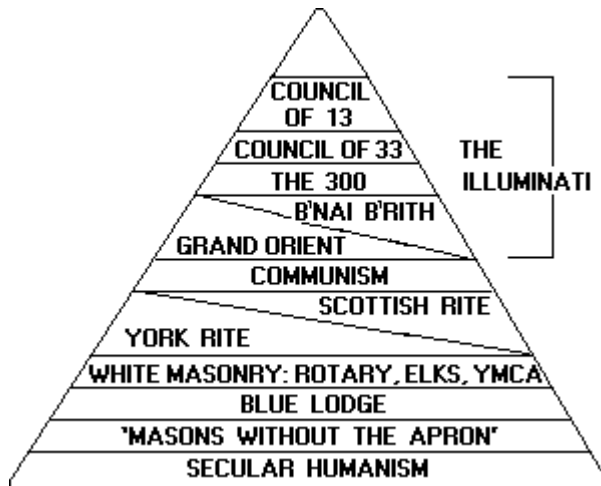 COUNCIL
OF 13
COUNCIL OF 33
THE 300
THE
ILLUMINATI
B'NAI B'RITH
GRAND ORIENT
COMMUNISM
SCOTTISH RITE
YORK RITE
WHITE MASONRY: ROTARY, ELKS, YMCA
BLUE LODGE
'MASONS WITHOUT THE APRON'
SECULAR HUMANISM